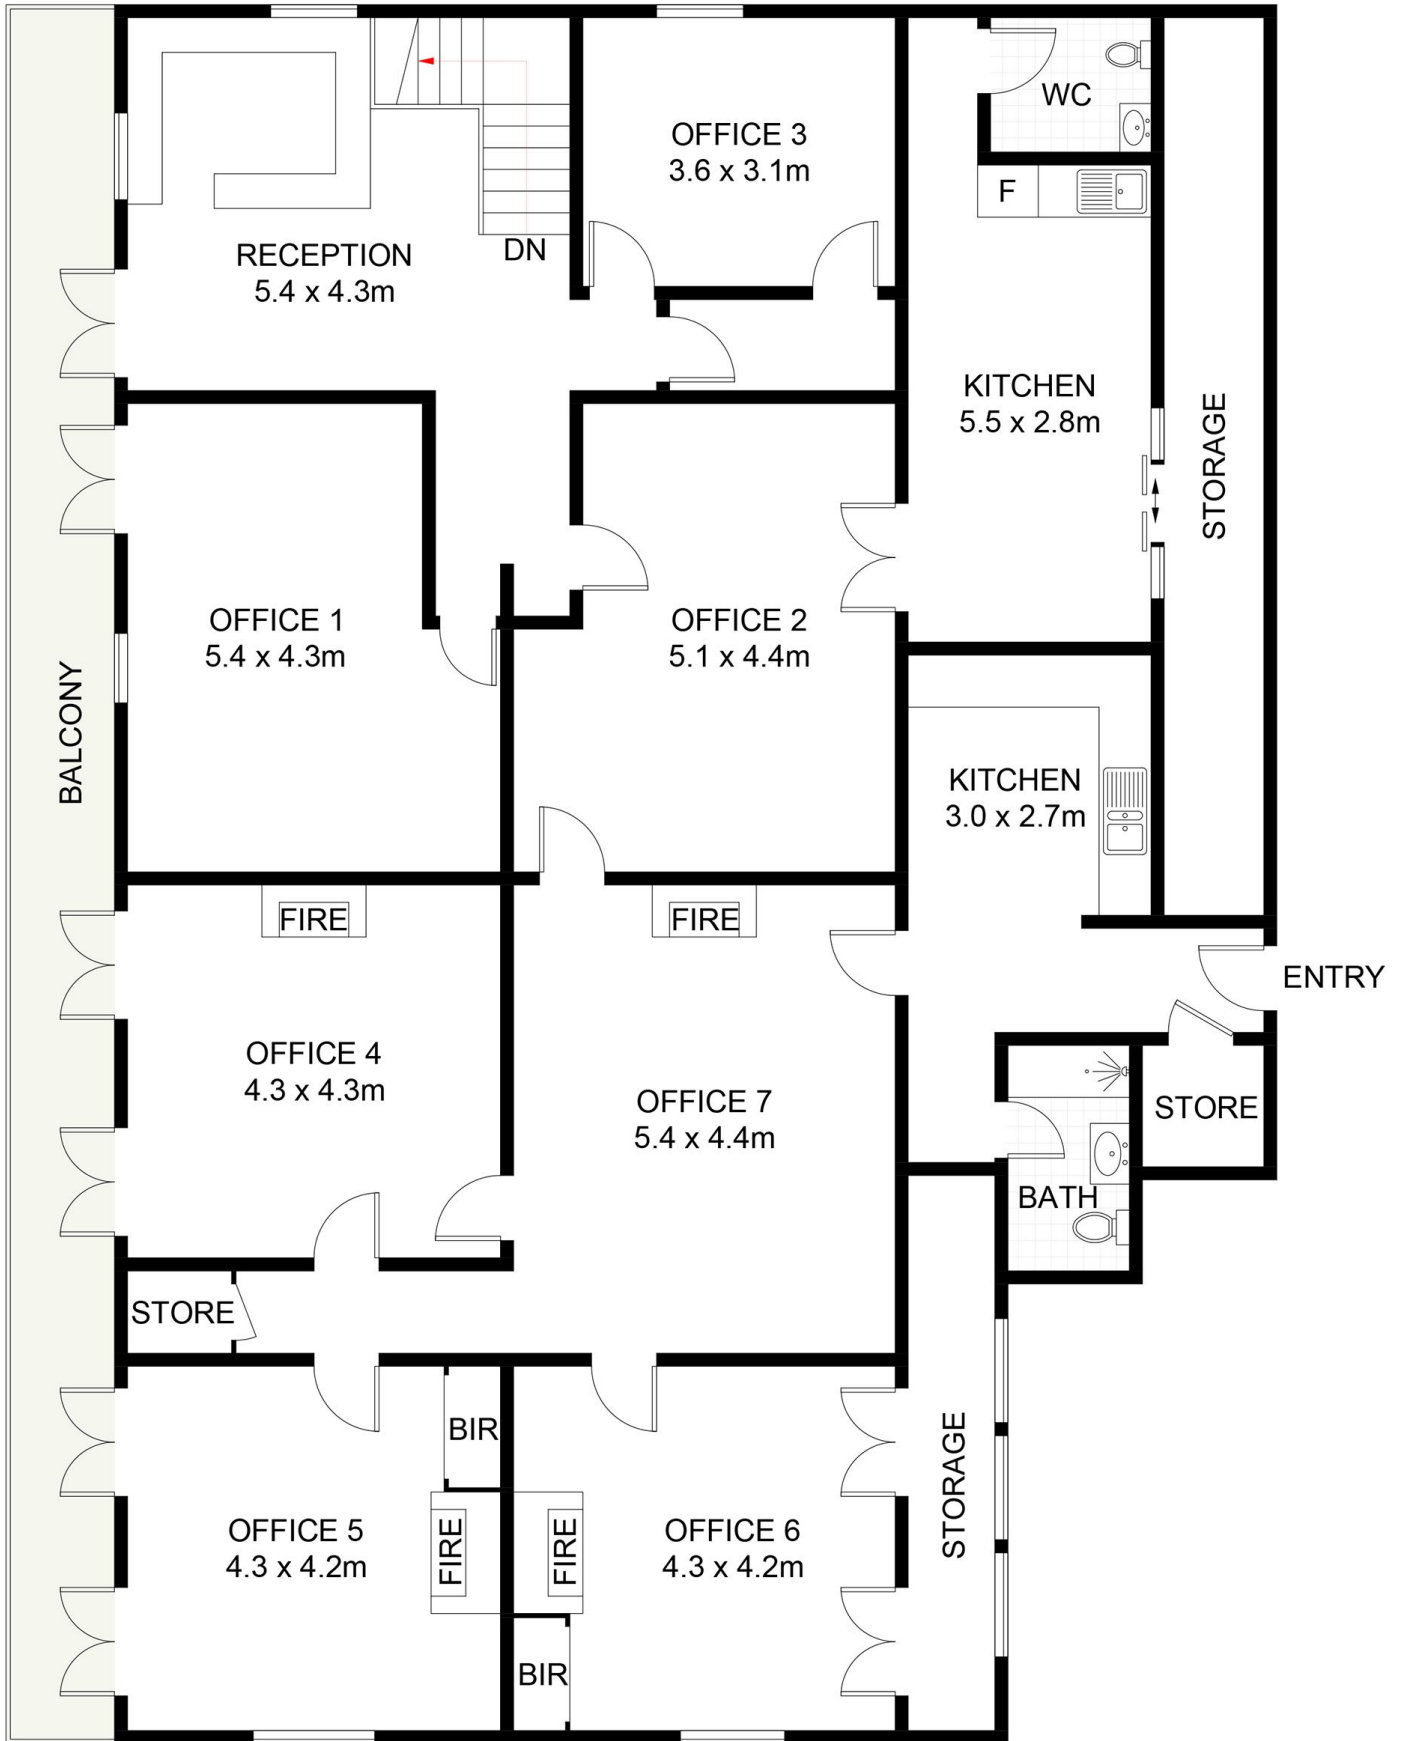 WC
OFFICE 3
3.6 x 3.1m
F
RECEPTION
5.4 x 4.3m
DN
KITCHEN
5.5 x 2.8m
STORAGE
OFFICE 1
5.4 x 4.3m
OFFICE 2
5.1 x 4.4m
BALCONY
KITCHEN
3.0 x 2.7m
FIRE
FIRE
ENTRY
OFFICE 4
4.3 x 4.3m
OFFICE 7
5.4 x 4.4m
STORE
BATH
STORE
BIR
STORAGE
OFFICE 5
4.2 x 4.2m
FIRE
FIRE
OFFICE 6
4.3 x 4.2m
BIR